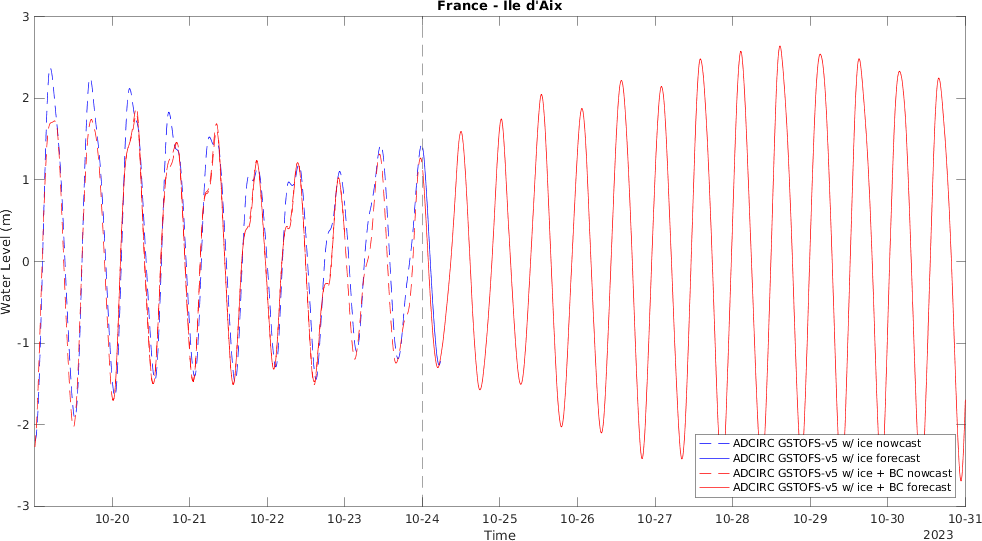 France - Ile d'Aix
3
2
1
0
-1
-2
-3
Water Level (m)
10-20 10-21 10-22 10-23 10-24 10-25 10-26 10-27 10-28 10-29 10-30 10-31
Time
2023
ADCIRC GSTOFS-v5 w/ ice nowcast
ADCIRC GSTOFS-v5 w/ ice forecast
ADCIRC GSTOFS-v5 w/ ice + BC nowcast
ADCIRC GSTOFS-v5 w/ ice + BC forecast